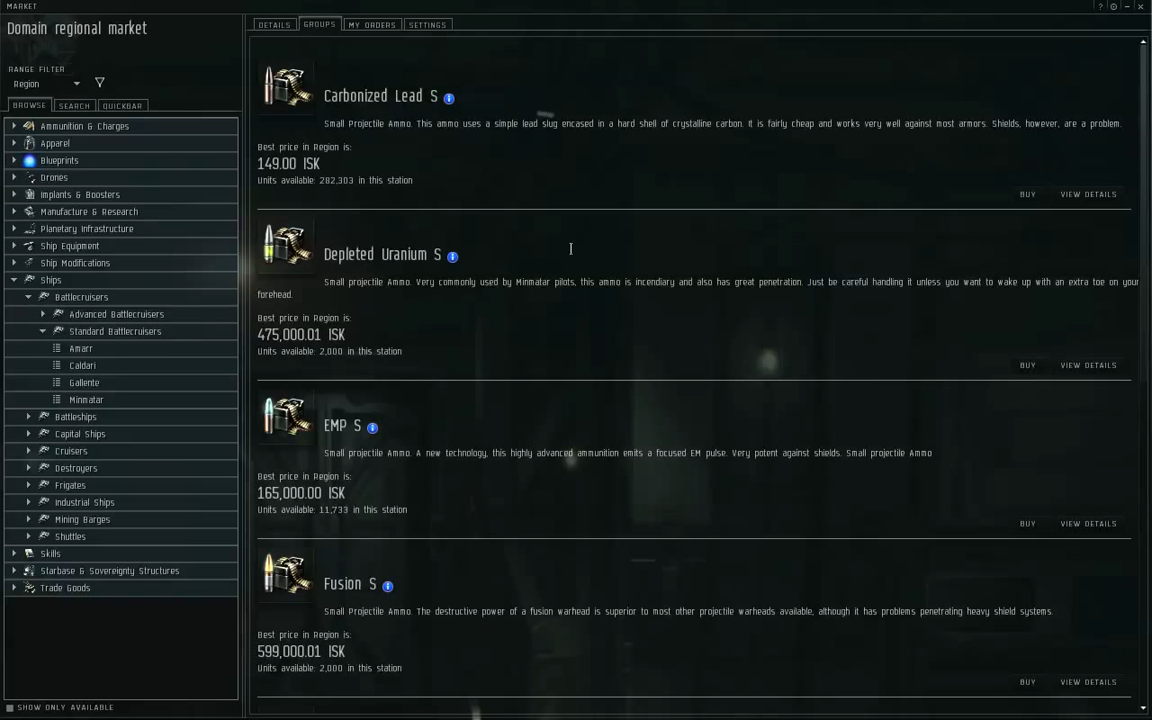 MARKET
Domain regional market
RANGE FILTER
Region
BROWSE SEARCH QUICKBAR
Ammunition & Charges
Apparel
Blueprints
Drones
Implants & Boosters
Manufacture & Research
Planetary Infrastructure
Ship Equipment
Ship Modifications
Ships
Battlecruisers
Advanced Battlecruisers
Standard Battlecruisers
Amarr
Caldari
Gallente
Minmatar
Battleships
Capital Ships
Cruisers
Destroyers
Frigates
Industrial Ships
Mining Barges
Shuttles
Skills
Starbase & Sovereignty Structures
Trade Goods
SHOW ONLY AVAILABLE
DETAILS GROUPS MY ORDERS SETTINGS
Carbonized Lead S
Small Projectile Ammo. This ammo uses a simple lead slug encased in a hard shell of crystalline carbon. It is fairly cheap and works very well against most armors. Shields, however, are a problem.
Best price in Region is:
149.00 ISK
Units available: 282,303 in this station
BUY VIEW DETAILS
Depleted Uranium S
Small projectile Ammo. Very commonly used by Minmatar pilots, this ammo is incendiary and also has great penetration. Just be careful handling it unless you want to wake up with an extra toe on your
forehead.
Best price in Region is:
475,000.01 ISK
Units available: 2,000 in this station
BUY VIEW DETAILS
EMP S
Small projectile Ammo. A new technology, this highly advanced ammunition emits a focused EM pulse. Very potent against shields. Small projectile Ammo
Best price in Region is:
165,000.00 ISK
Units available: 11,733 in this station
BUY VIEW DETAILS
Fusion S
Small Projectile Ammo. The destructive power of a fusion warhead is superior to most other projectile warheads available, although it has problems penetrating heavy shield systems.
Best price in Region is:
599,000.01 ISK
Units available: 2,000 in this station
BUY VIEW DETAILS